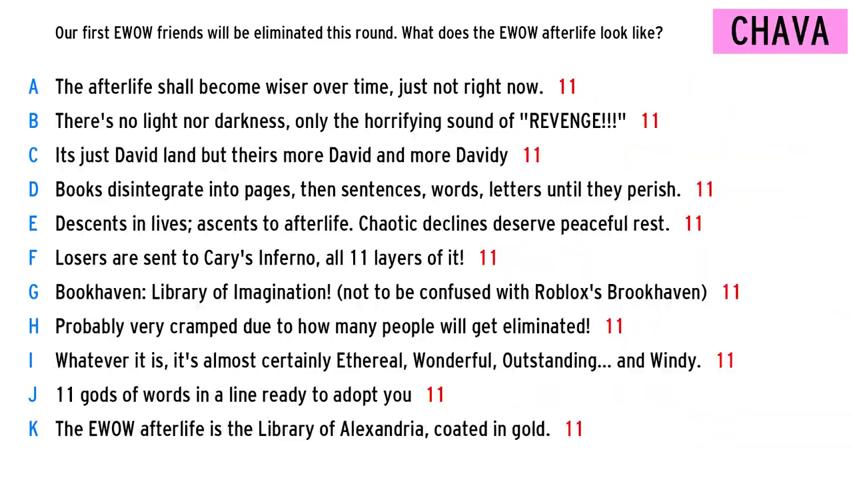 Our first EWOW friends will be eliminated this round. What does the EWOW afterlife look like?
CHAVA
A The afterlife shall become wiser over time, just not right now. 11
B There's no light nor darkness, only the horrifying sound of "REVENGE!!!" 11
C Its just David land but theirs more David and more Davidy 11
D Books disintegrate into pages, then sentences, words, letters until they perish. 11
E Descents in lives; ascents to afterlife. Chaotic declines deserve peaceful rest. 11
F Losers are sent to Cary's Inferno, all 11 layers of it! 11
G Bookhaven: Library of Imagination! (not to be confused with Roblox's Brookhaven) 11
H Probably very cramped due to how many people will get eliminated! 11
I Whatever it is, it's almost certainly Ethereal, Wonderful, Outstanding... and Windy. 11
J 11 gods of words in a line ready to adopt you 11
K The EWOW afterlife is the Library of Alexandria, coated in gold. 11